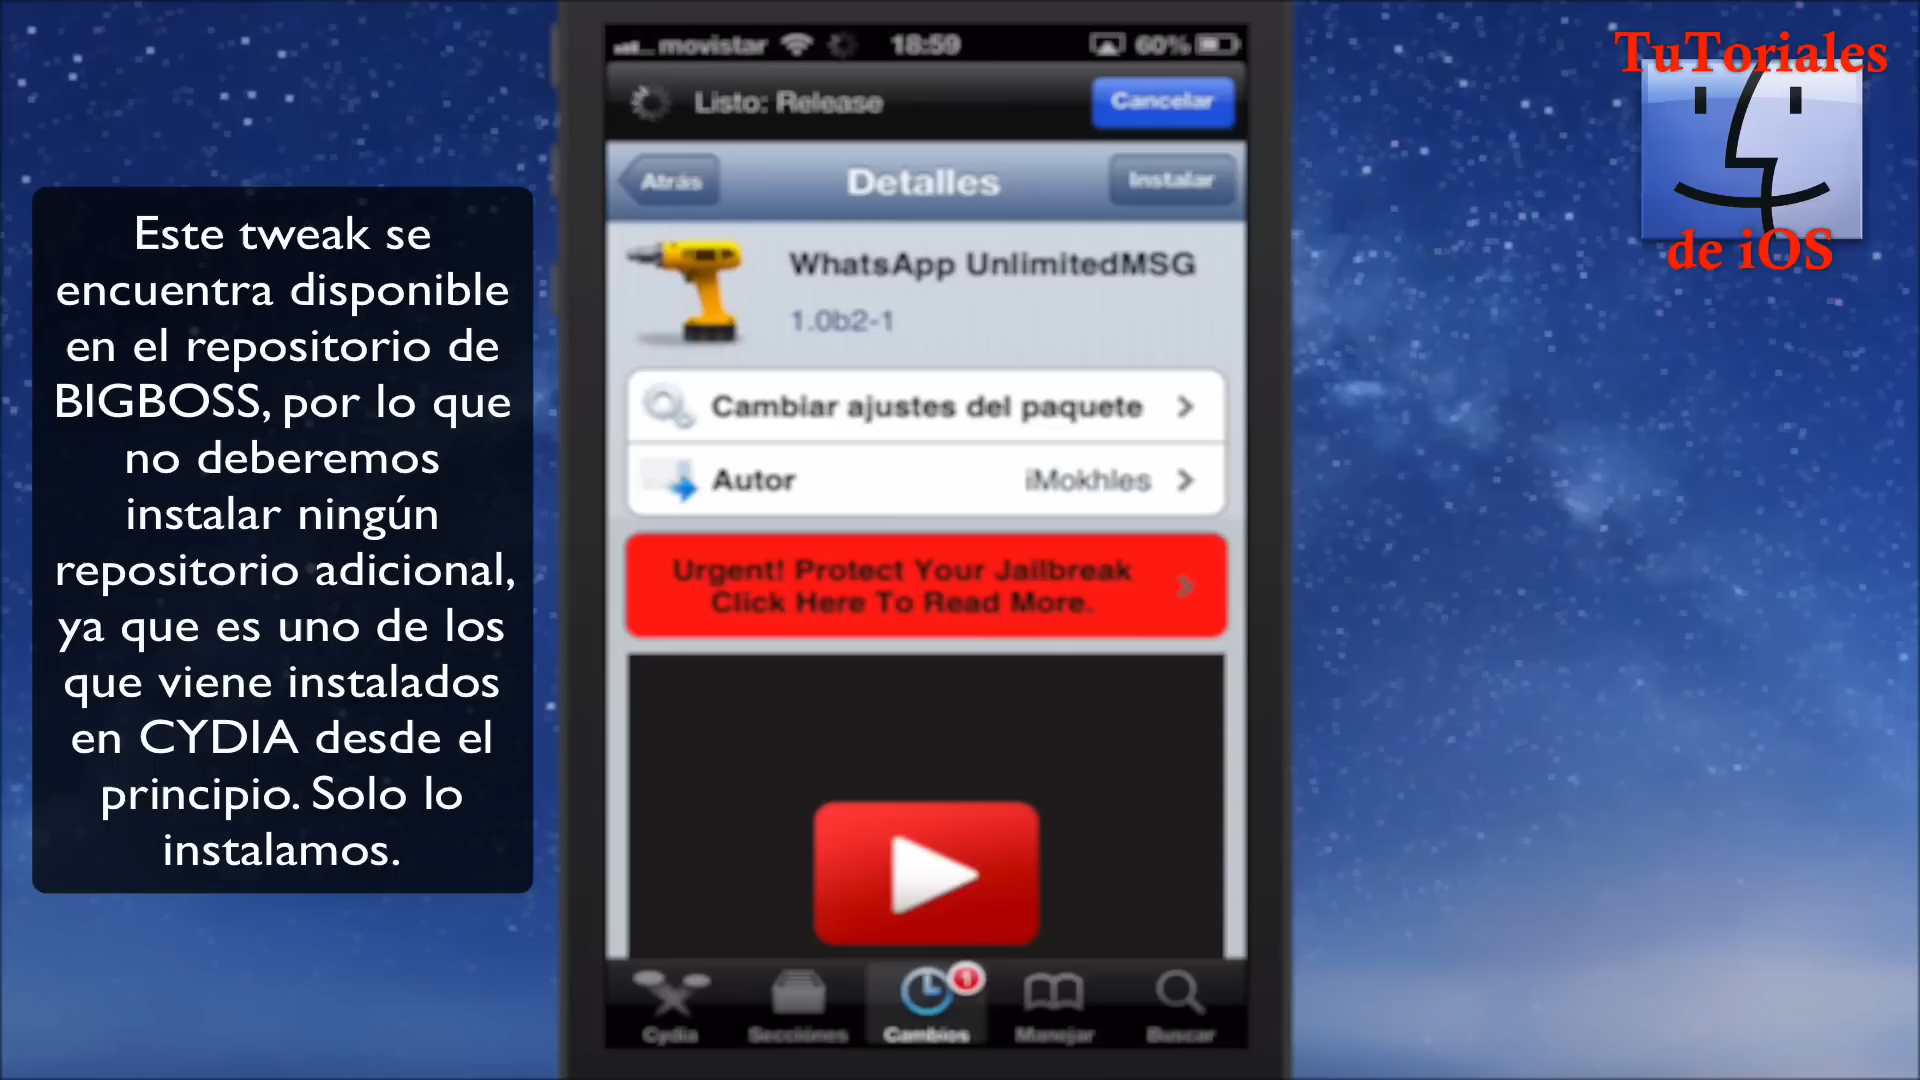 Este tweak se
encuentra disponible
en el repositorio de
BIGBOSS, por lo que
no deberemos
instalar ningún
repositorio adicional,
ya que es uno de los
que viene instalados
en CYDIA desde el
principio. Solo lo
instalamos.
movistar 18:59 60%
Listo: Release Cancelar
Atrás Detalles Instalar
WhatsApp UnlimitedMSG
1.0b2-1
Cambiar ajustes del paquete
Autor iMokhles
Urgent! Protect Your Jailbreak
Click Here To Read More.
1
Cydia Secciónes Cambios Manejar Buscar
TuToriales
de iOS